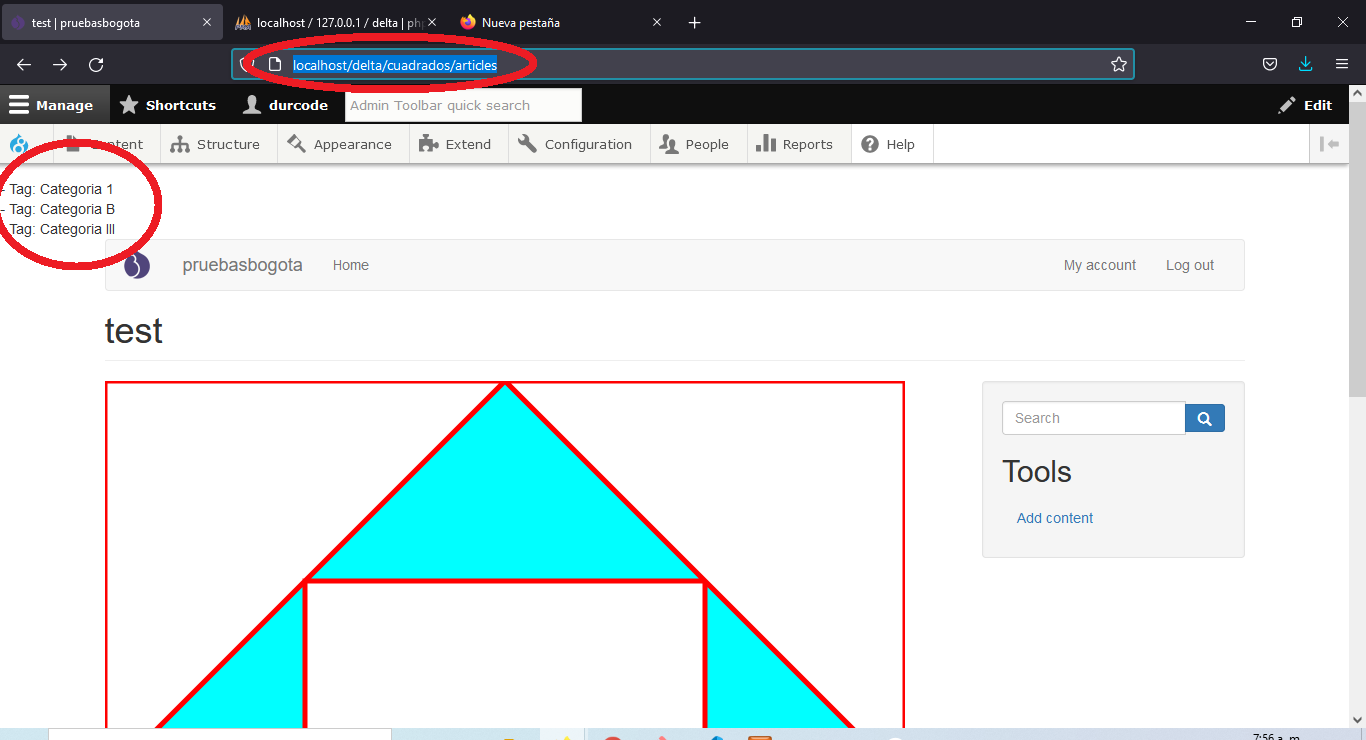 test | pruebasbogota
localhost / 127.0.0.1 / delta | php
Nueva pestaña
localhost/delta/cuadrados/articles
Manage
Shortcuts
durcode
Admin Toolbar quick search
Edit
Content
Structure
Appearance
Extend
Configuration
People
Reports
Help
- Tag: Categoria 1
- Tag: Categoria B
- Tag: Categoria III
pruebasbogota
Home
My account
Log out
test
Search
Tools
Add content
7:56 a. m.